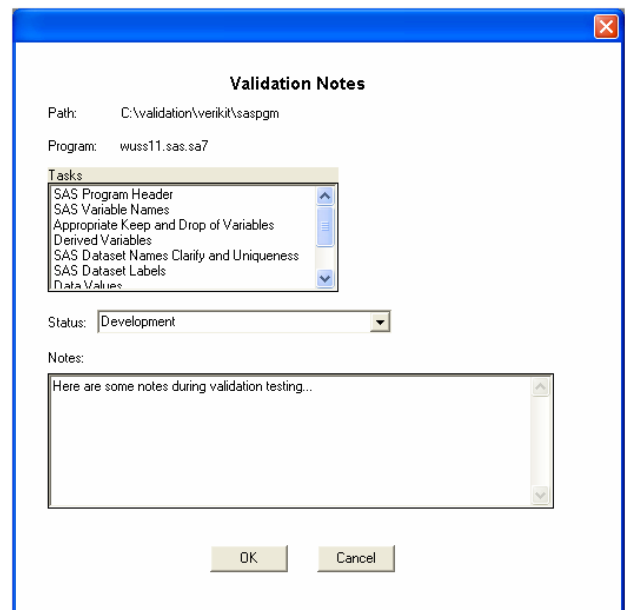 Validation Notes
Path: C:\validation\verikit\saspgm
Program: wuss11.sas.sa7
Tasks
SAS Program Header
SAS Variable Names
Appropriate Keep and Drop of Variables
Derived Variables
SAS Dataset Names Clarify and Uniqueness
SAS Dataset Labels
Data Values
Status: Development
Notes:
Here are some notes during validation testing...
OK Cancel